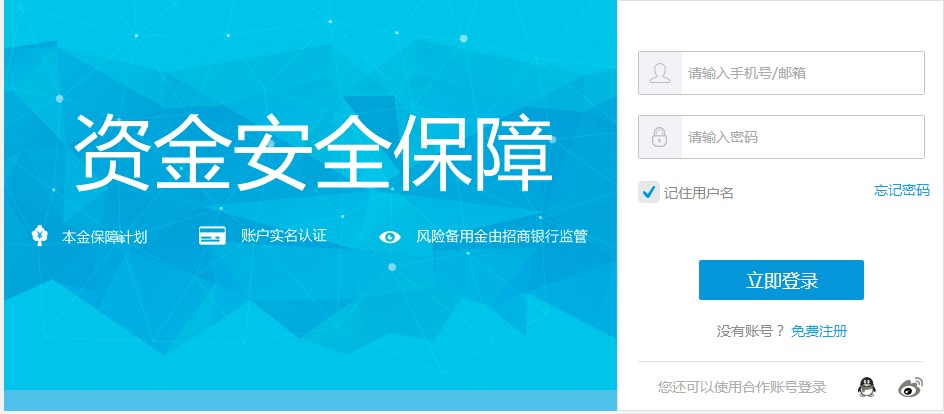 资金安全保障
本金保障计划 账户实名认证 风险备用金由招商银行监管
请输入手机号/邮箱
请输入密码
记住用户名 忘记密码
立即登录
没有账号？ 免费注册
您还可以使用合作账号登录